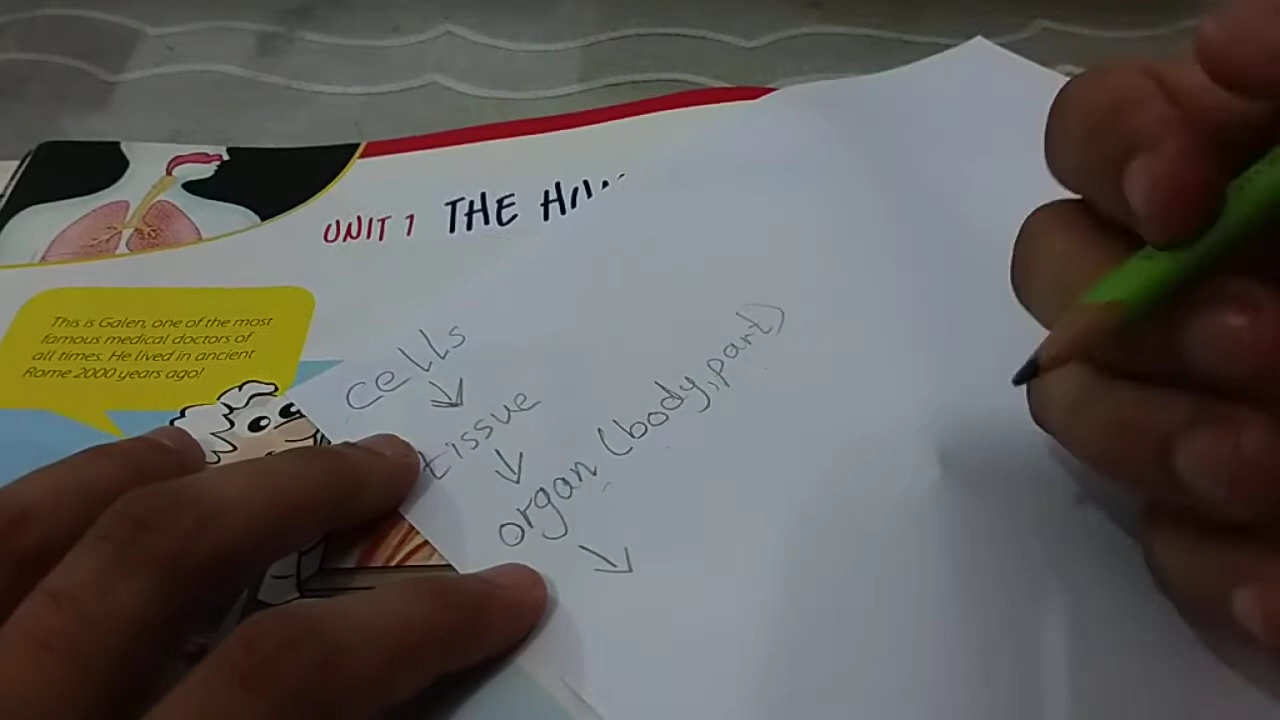 UNIT 1 THE
This is Galen, one of the most
famous medical doctors of
all times. He lived in ancient
Rome 2000 years ago!
cells
tissue
organ (body, part)